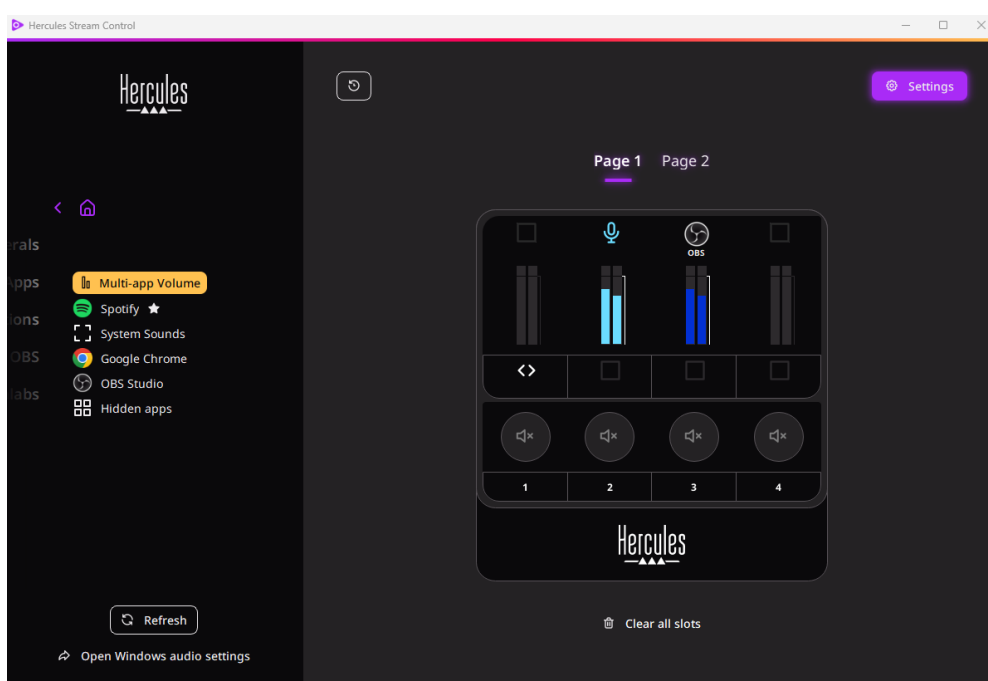 Hercules Stream Control
Hercules
Settings
Page 1 Page 2
rals
Apps
ions
OBS
labs
Multi-app Volume
Spotify
System Sounds
Google Chrome
OBS Studio
Hidden apps
OBS
1 2 3 4
Hercules
Refresh
Open Windows audio settings
Clear all slots